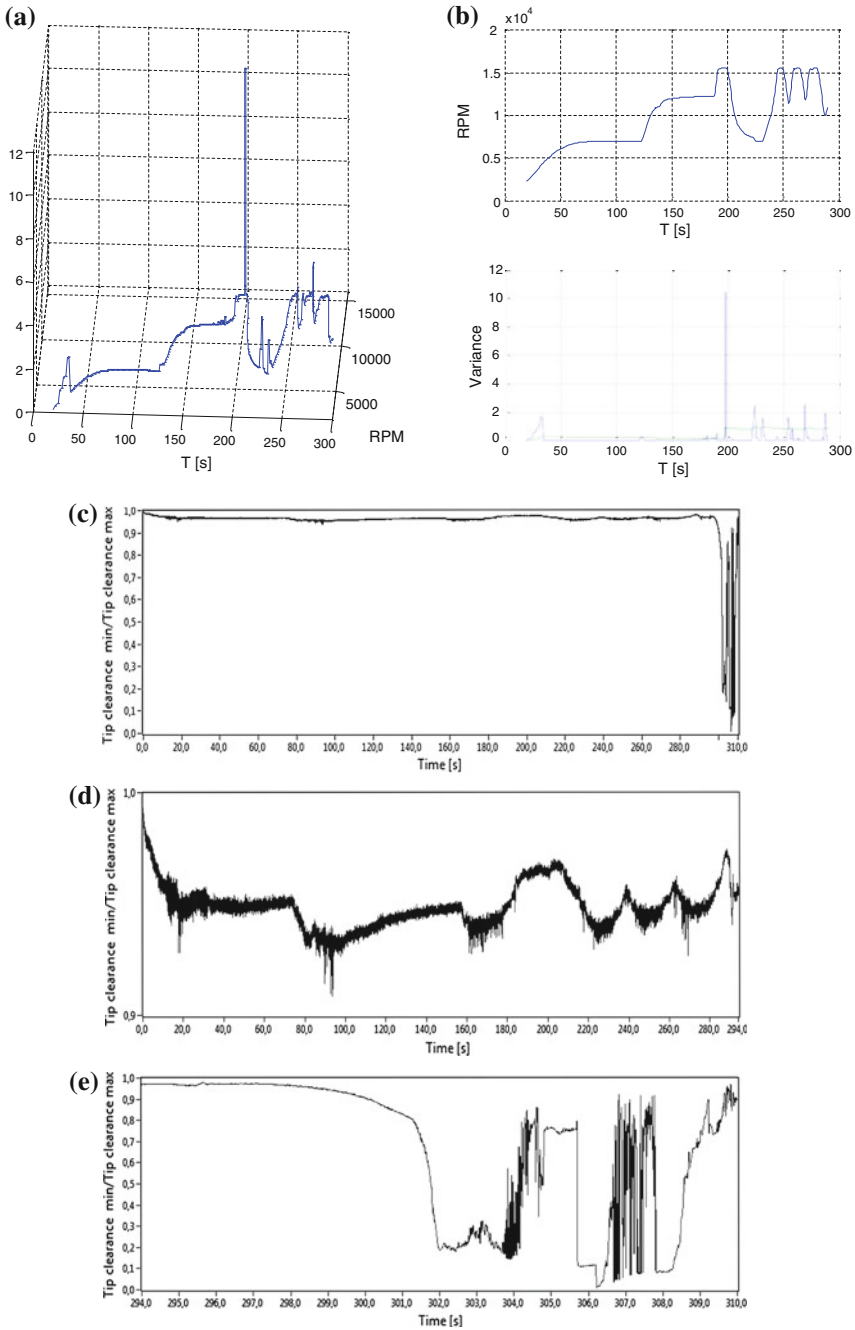 (a)
12
10
8
6
4
2
0
15000
10000
5000
0
50
100
150
200
250
300
RPM
T [s]
(b)
x10⁴
2
1.5
1
0.5
0
RPM
0 50 100 150 200 250 300
T [s]
12
10
8
6
4
2
0
Variance
0 50 100 150 200 250 300
T [s]
(c)
Tip clearance min/Tip clearance max
1,0
0,9
0,8
0,7
0,6
0,5
0,4
0,3
0,2
0,1
0,0
0,0 20,0 40,0 60,0 80,0 100,0 120,0 140,0 160,0 180,0 200,0 220,0 240,0 260,0 280,0 310,0
Time [s]
(d)
Tip clearance min/Tip clearance max
1,0
0,9
0,0 20,0 40,0 60,0 80,0 100,0 120,0 140,0 160,0 180,0 200,0 220,0 240,0 260,0 280,0 294,0
Time [s]
(e)
Tip clearance min/Tip clearance max
1,0
0,9
0,8
0,7
0,6
0,5
0,4
0,3
0,2
0,1
0,0
294,0 295,0 296,0 297,0 298,0 299,0 300,0 301,0 302,0 303,0 304,0 305,0 306,0 307,0 308,0 309,0 310,0
Time [s]